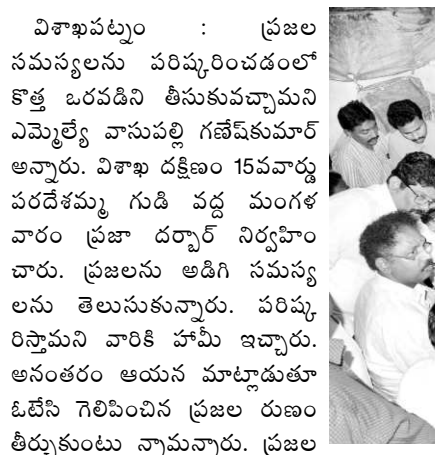 విశాఖపట్నం : ప్రజల
సమస్యలను పరిష్కరించడంలో
కొత్త ఒరవడిని తీసుకువచ్చామని
ఎమ్మెల్యే వాసుపల్లి గణేష్‌కుమార్
అన్నారు. విశాఖ దక్షిణం 15వవార్డు
పరదేశమ్మ గుడి వద్ద మంగళ
వారం ప్రజా దర్బార్ నిర్వహిం
చారు. ప్రజలను అడిగి సమస్య
లను తెలుసుకున్నారు. పరిష్క
రిస్తామని వారికి హామీ ఇచ్చారు.
అనంతరం ఆయన మాట్లాడుతూ
ఓటేసి గెలిపించిన ప్రజల రుణం
తీర్చుకుంటు న్నామన్నారు. ప్రజల